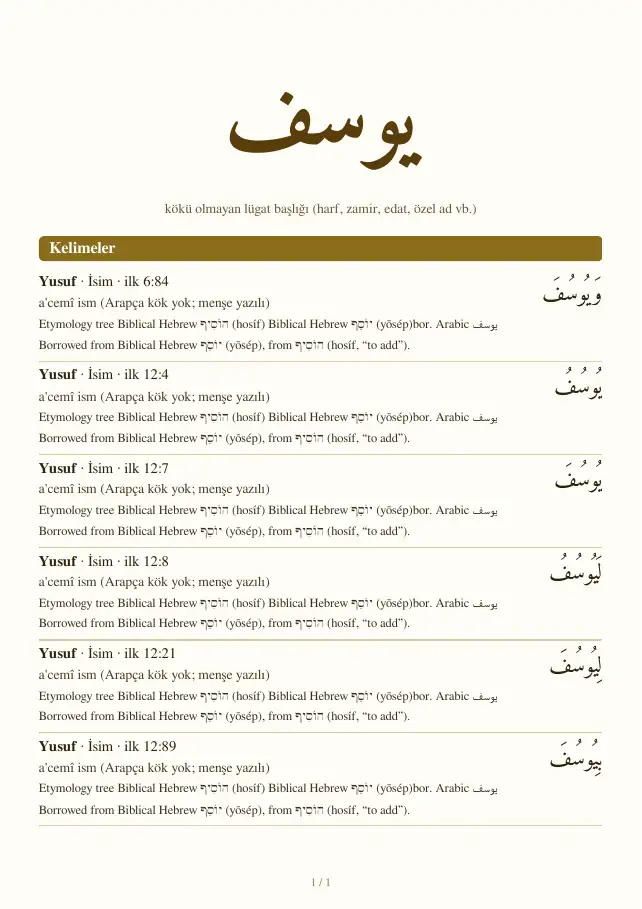 يوسف
kökü olmayan lügat başlığı (harf, zamir, edat, özel ad vb.)
Kelimeler
Yusuf · İsim · ilk 6:84 وَيُوسُفَ
a'cemî ism (Arapça kök yok; menşe yazılı)
Etymology tree Biblical Hebrew הוֹסִיף (hosíf) Biblical Hebrew יוֹסֵף (yōsép)bor. Arabic يوسف
Borrowed from Biblical Hebrew יוֹסֵף (yōsép), from הוֹסִיף (hosíf, “to add”).
Yusuf · İsim · ilk 12:4 يُوسُفُ
a'cemî ism (Arapça kök yok; menşe yazılı)
Etymology tree Biblical Hebrew הוֹסִיף (hosíf) Biblical Hebrew יוֹסֵף (yōsép)bor. Arabic يوسف
Borrowed from Biblical Hebrew יוֹסֵף (yōsép), from הוֹסִיף (hosíf, “to add”).
Yusuf · İsim · ilk 12:7 يُوسُفَ
a'cemî ism (Arapça kök yok; menşe yazılı)
Etymology tree Biblical Hebrew הוֹסִיף (hosíf) Biblical Hebrew יוֹסֵף (yōsép)bor. Arabic يوسف
Borrowed from Biblical Hebrew יוֹסֵף (yōsép), from הוֹסִיף (hosíf, “to add”).
Yusuf · İsim · ilk 12:8 لَيُوسُفُ
a'cemî ism (Arapça kök yok; menşe yazılı)
Etymology tree Biblical Hebrew הוֹסִיף (hosíf) Biblical Hebrew יוֹסֵף (yōsép)bor. Arabic يوسف
Borrowed from Biblical Hebrew יוֹסֵף (yōsép), from הוֹסִיף (hosíf, “to add”).
Yusuf · İsim · ilk 12:21 لِيُوسُفَ
a'cemî ism (Arapça kök yok; menşe yazılı)
Etymology tree Biblical Hebrew הוֹסִיף (hosíf) Biblical Hebrew יוֹסֵף (yōsép)bor. Arabic يوسف
Borrowed from Biblical Hebrew יוֹסֵף (yōsép), from הוֹסִיף (hosíf, “to add”).
Yusuf · İsim · ilk 12:89 بِيُوسُفَ
a'cemî ism (Arapça kök yok; menşe yazılı)
Etymology tree Biblical Hebrew הוֹסִיף (hosíf) Biblical Hebrew יוֹסֵף (yōsép)bor. Arabic يوسف
Borrowed from Biblical Hebrew יוֹסֵף (yōsép), from הוֹסִיף (hosíf, “to add”).
1 / 1